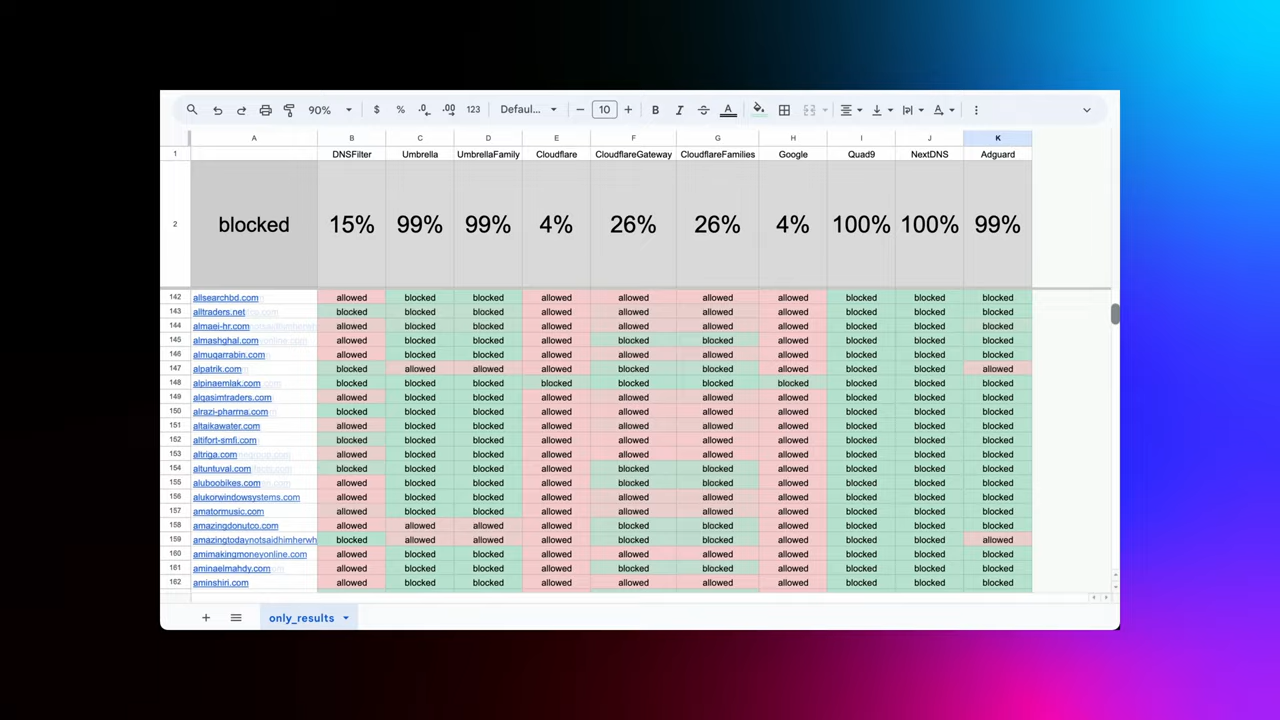 90% $ % .0 .00 123 Defaul... − 10 + B I S A
A B C D E F G H I J K
1 DNSFilter Umbrella UmbrellaFamily Cloudflare CloudflareGateway CloudflareFamilies Google Quad9 NextDNS Adguard
2 blocked 15% 99% 99% 4% 26% 26% 4% 100% 100% 99%
142 allsearchbd.com allowed blocked blocked allowed allowed allowed allowed blocked blocked blocked
143 alltraders.net blocked blocked blocked allowed allowed allowed allowed blocked blocked blocked
144 almaei-hr.com allowed blocked blocked allowed allowed allowed allowed blocked blocked blocked
145 almashghal.com allowed blocked blocked allowed blocked blocked allowed blocked blocked blocked
146 almuqarrabin.com allowed blocked blocked allowed allowed allowed allowed blocked blocked blocked
147 alpatrik.com blocked allowed allowed allowed blocked blocked allowed blocked blocked allowed
148 alpinaemlak.com blocked blocked blocked blocked blocked blocked blocked blocked blocked blocked
149 alqasimtraders.com allowed blocked blocked allowed allowed allowed allowed blocked blocked blocked
150 alrazi-pharma.com blocked blocked blocked allowed allowed allowed allowed blocked blocked blocked
151 altaikawater.com allowed blocked blocked allowed allowed allowed allowed blocked blocked blocked
152 altifort-smfi.com blocked blocked blocked allowed allowed allowed allowed blocked blocked blocked
153 altriga.com allowed blocked blocked allowed allowed allowed allowed blocked blocked blocked
154 altuntuval.com blocked blocked blocked allowed blocked blocked allowed blocked blocked blocked
155 aluboobikes.com allowed blocked blocked allowed blocked blocked allowed blocked blocked blocked
156 alukorwindowsystems.com allowed blocked blocked allowed allowed allowed allowed blocked blocked blocked
157 amatormusic.com allowed blocked blocked allowed allowed allowed allowed blocked blocked blocked
158 amazingdonutco.com allowed allowed allowed allowed blocked blocked allowed blocked blocked blocked
159 amazingtodaynotsaidhimherwh blocked allowed allowed allowed blocked blocked allowed blocked blocked allowed
160 amimakingmoneyonline.com allowed blocked blocked allowed allowed allowed allowed blocked blocked blocked
161 aminaelmahdy.com allowed blocked blocked allowed blocked blocked allowed blocked blocked blocked
162 aminshiri.com allowed blocked blocked allowed allowed allowed allowed blocked blocked blocked
only_results